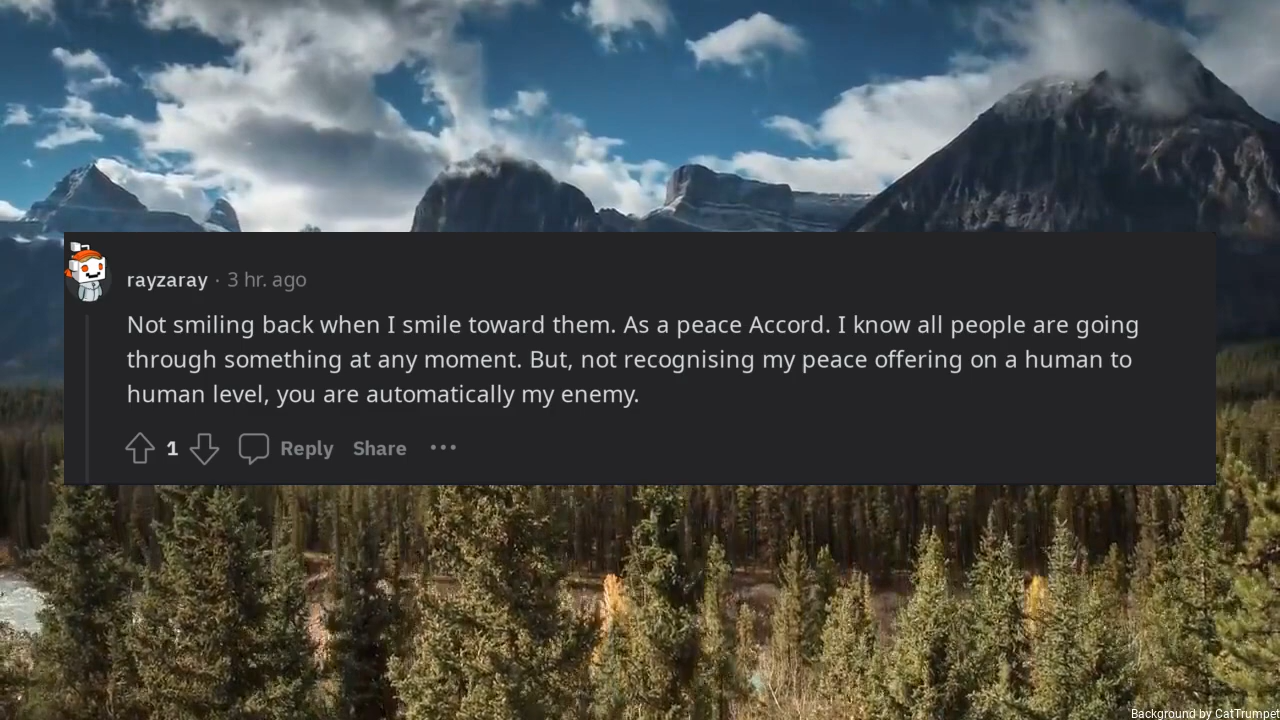 rayzaray · 3 hr. ago
Not smiling back when I smile toward them. As a peace Accord. I know all people are going
through something at any moment. But, not recognising my peace offering on a human to
human level, you are automatically my enemy.
1 Reply Share ···
Background by CatTrumpet